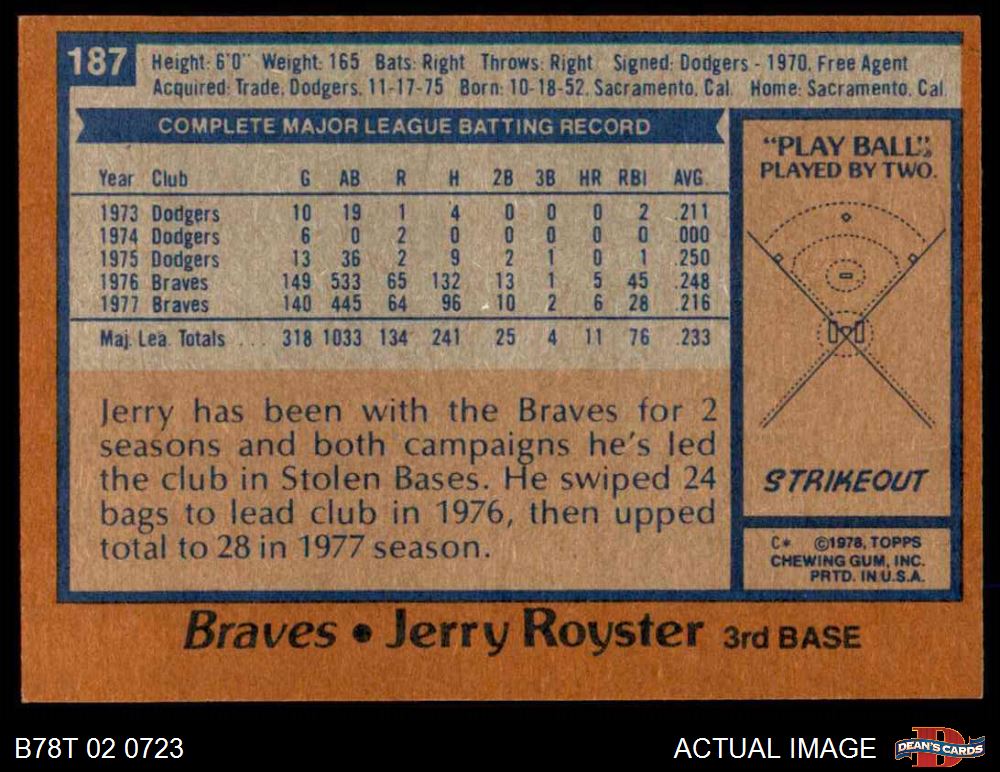 187
Height: 6'0" Weight: 165 Bats: Right Throws: Right Signed: Dodgers - 1970, Free Agent
Acquired: Trade, Dodgers, 11-17-75 Born: 10-18-52, Sacramento, Cal. Home: Sacramento, Cal.
COMPLETE MAJOR LEAGUE BATTING RECORD
Year Club G AB R H 2B 3B HR RBI AVG.
1973 Dodgers 10 19 1 4 0 0 0 2 .211
1974 Dodgers 6 0 2 0 0 0 0 0 .000
1975 Dodgers 13 36 2 9 2 1 0 1 .250
1976 Braves 149 533 65 132 13 1 5 45 .248
1977 Braves 140 445 64 96 10 2 6 28 .216
Maj. Lea. Totals ... 318 1033 134 241 25 4 11 76 .233
Jerry has been with the Braves for 2
seasons and both campaigns he's led
the club in Stolen Bases. He swiped 24
bags to lead club in 1976, then upped
total to 28 in 1977 season.
"PLAY BALL",
PLAYED BY TWO.
STRIKEOUT
C* ©1978, TOPPS
CHEWING GUM, INC.
PRTD. IN U.S.A.
Braves • Jerry Royster 3rd BASE
B78T 02 0723
ACTUAL IMAGE
DEAN'S CARDS